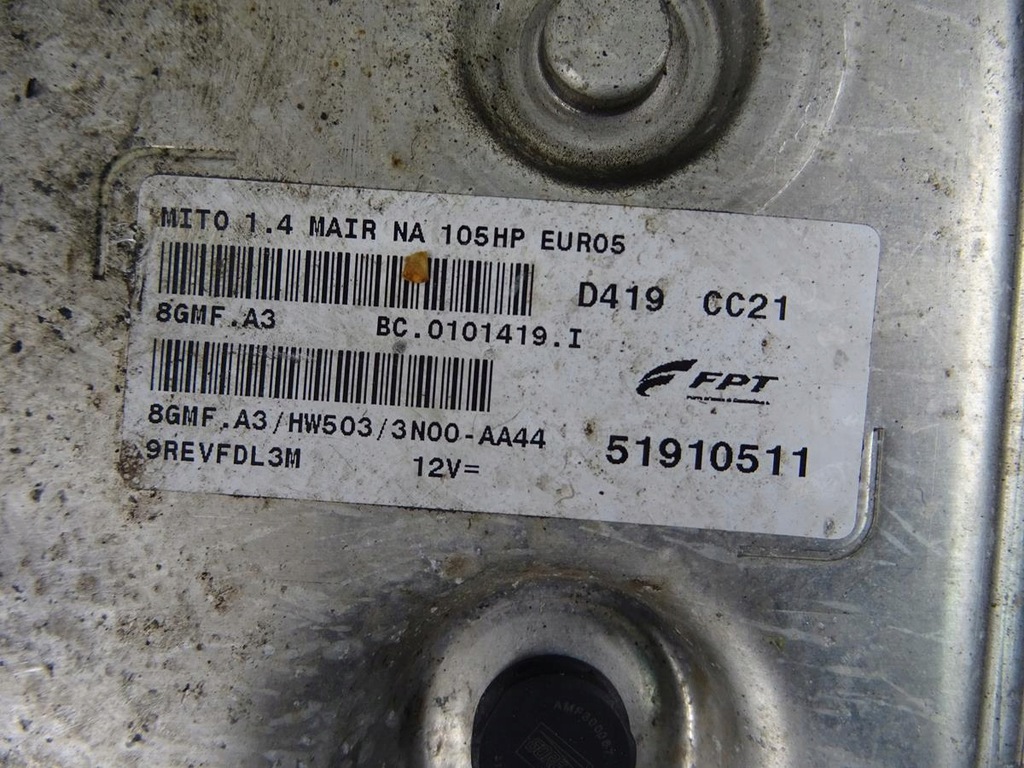 MITO 1.4 MAIR NA 105HP EURO5
D419 CC21
8GMF.A3 BC.0101419.I
FPT
8GMF.A3/HW503/3N00-AA44
9REVFDL3M 12V=
51910511